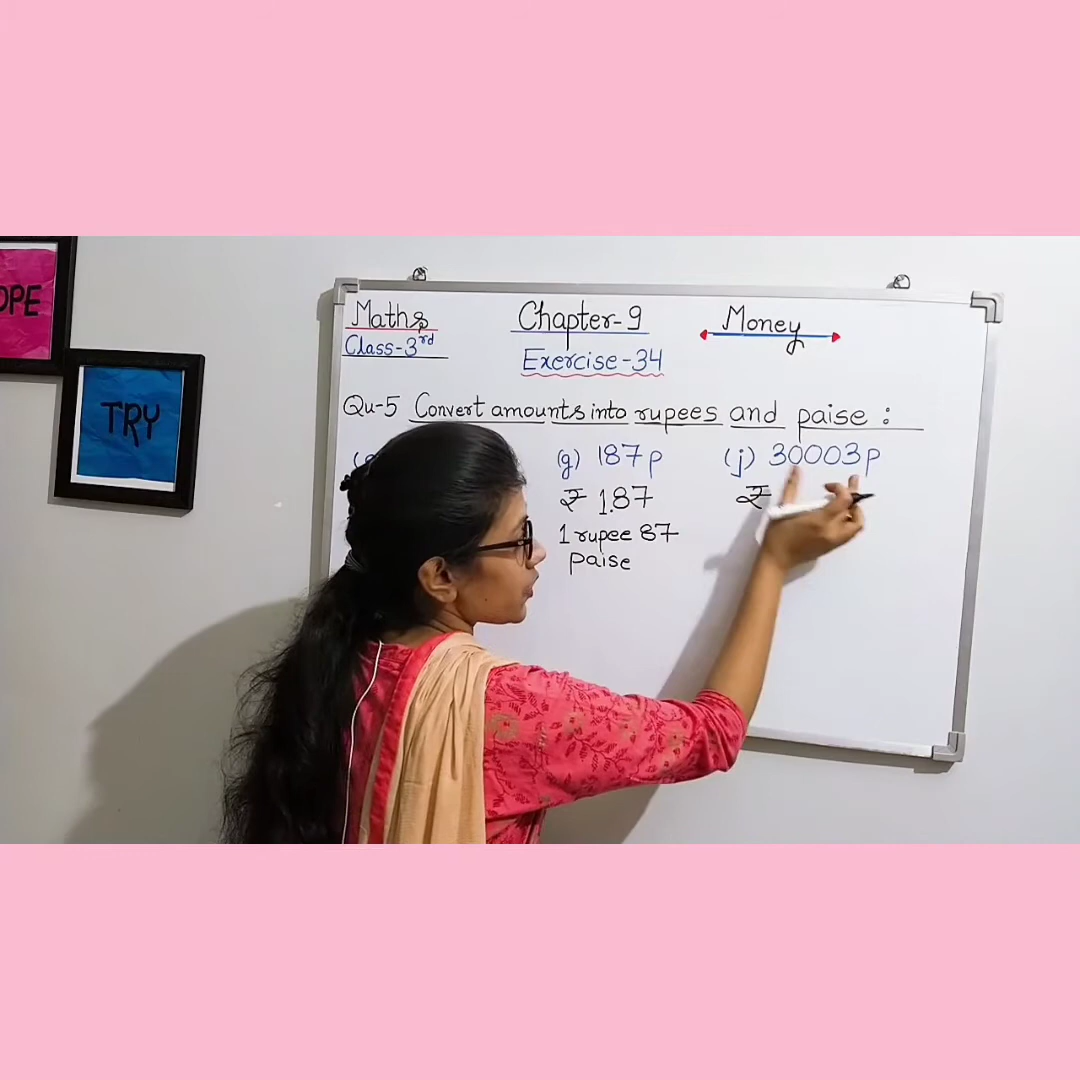 OPE
TRY
Maths
Class-3rd
Chapter-9
Exercise-34
Money
Qu-5 Convert amounts into rupees and paise :
(g) 187 p
₹ 1.87
1 rupee 87
paise
(j) 30003p
₹